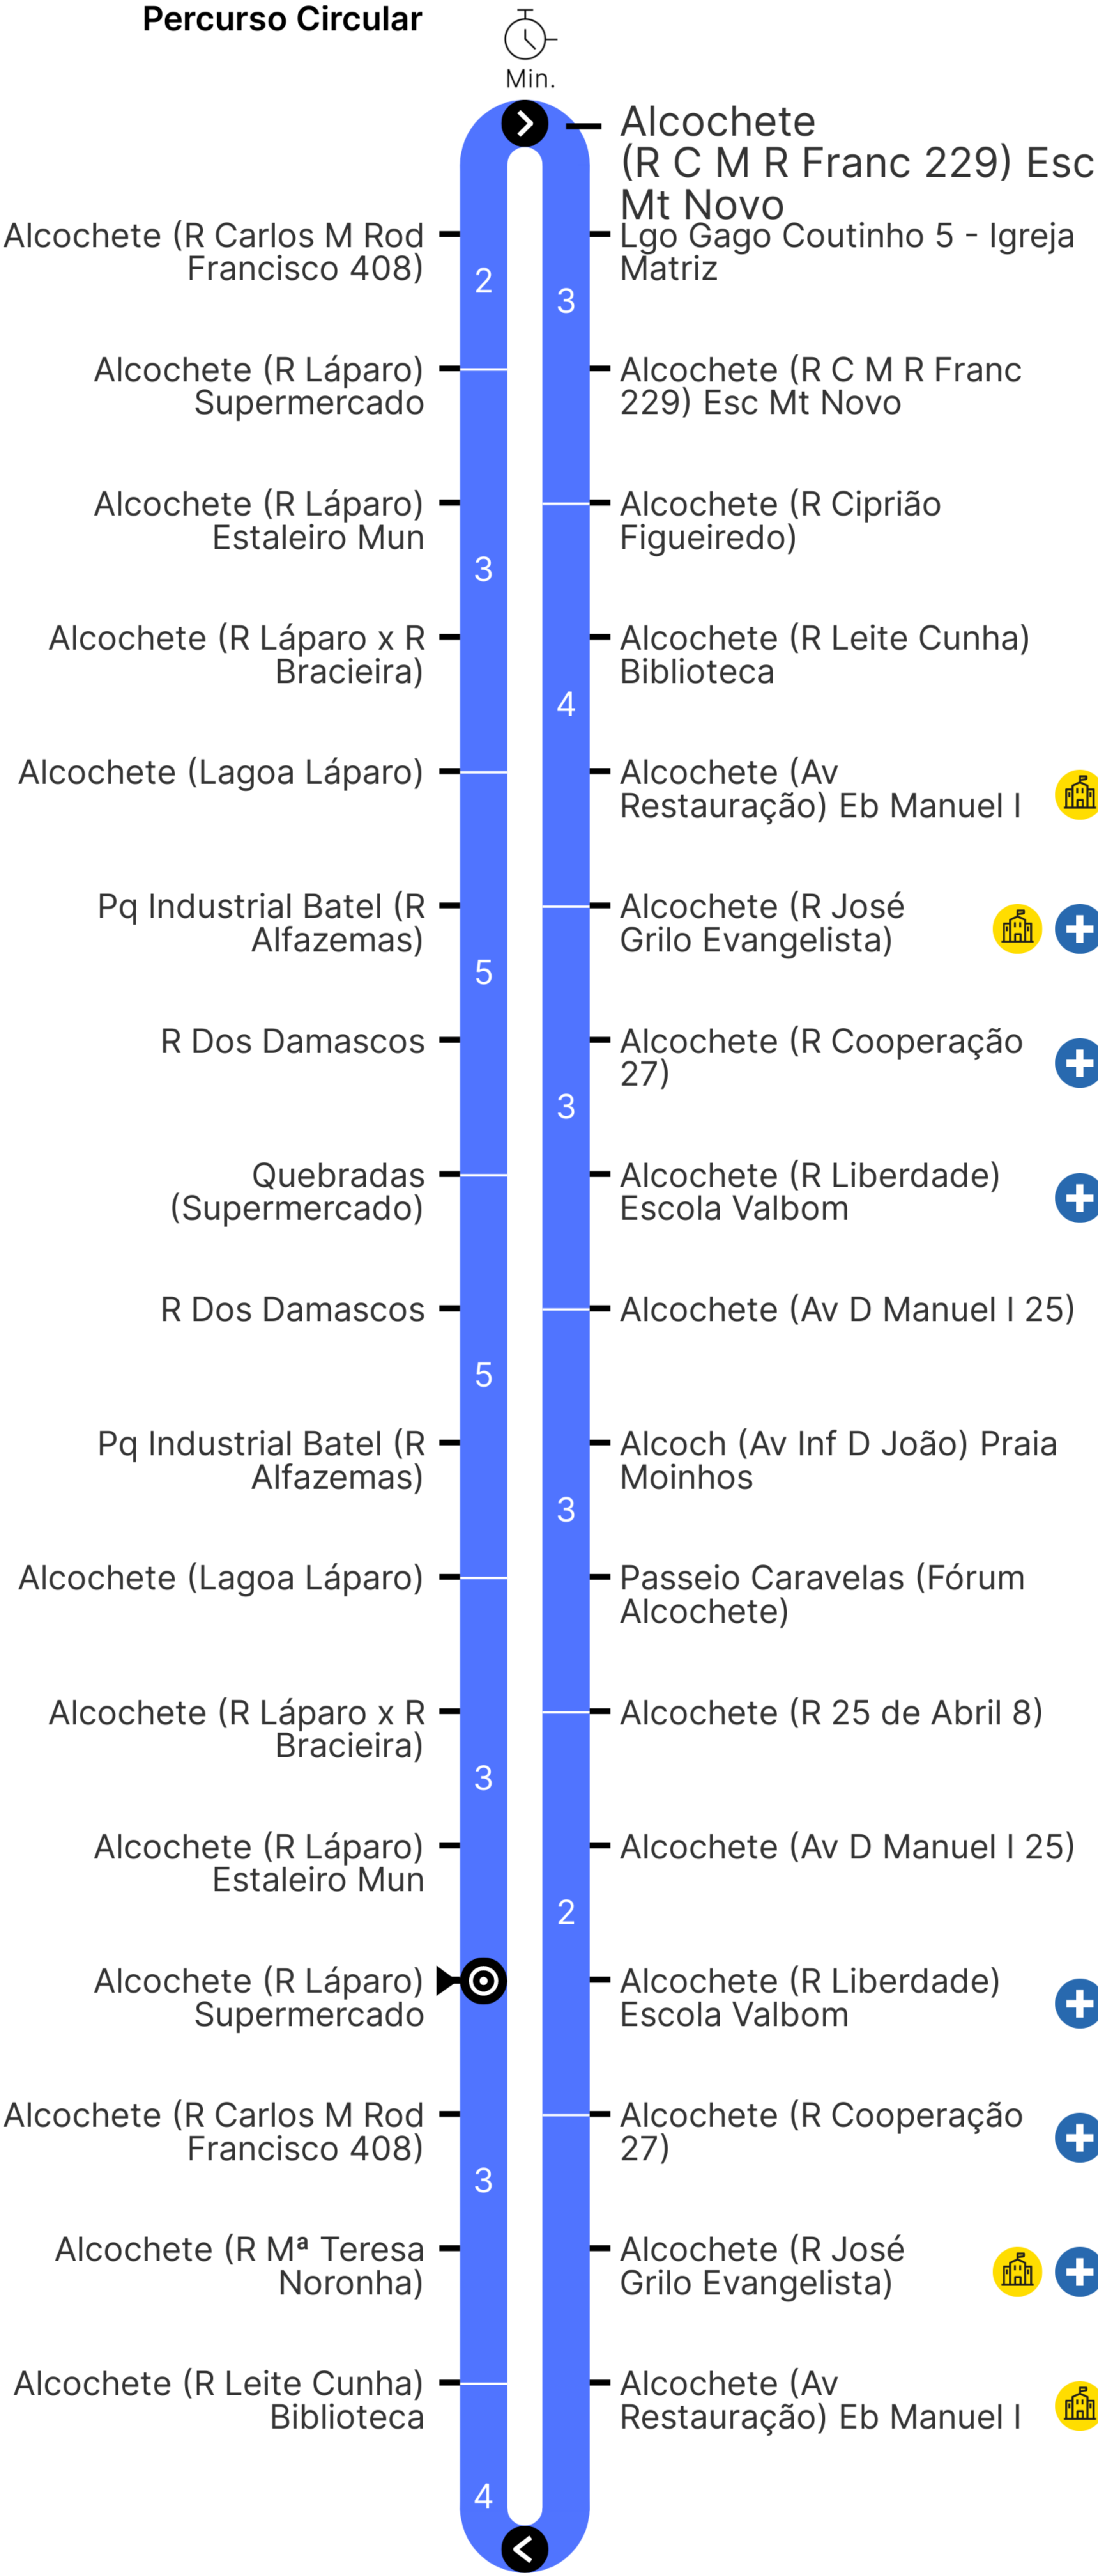 Percurso Circular
Min.
Alcochete
(R C M R Franc 229) Esc
Mt Novo
Alcochete (R Carlos M Rod
Francisco 408)
2
3
Lgo Gago Coutinho 5 - Igreja
Matriz
Alcochete (R Láparo)
Supermercado
Alcochete (R C M R Franc
229) Esc Mt Novo
Alcochete (R Láparo)
Estaleiro Mun
3
Alcochete (R Ciprião
Figueiredo)
Alcochete (R Láparo x R
Bracieira)
4
Alcochete (R Leite Cunha)
Biblioteca
Alcochete (Lagoa Láparo)
Alcochete (Av
Restauração) Eb Manuel I
Pq Industrial Batel (R
Alfazemas)
5
Alcochete (R José
Grilo Evangelista)
R Dos Damascos
3
Alcochete (R Cooperação
27)
Quebradas
(Supermercado)
Alcochete (R Liberdade)
Escola Valbom
R Dos Damascos
5
Alcochete (Av D Manuel I 25)
Pq Industrial Batel (R
Alfazemas)
3
Alcoch (Av Inf D João) Praia
Moinhos
Alcochete (Lagoa Láparo)
Passeio Caravelas (Fórum
Alcochete)
Alcochete (R Láparo x R
Bracieira)
3
Alcochete (R 25 de Abril 8)
Alcochete (R Láparo)
Estaleiro Mun
2
Alcochete (Av D Manuel I 25)
Alcochete (R Láparo)
Supermercado
Alcochete (R Liberdade)
Escola Valbom
Alcochete (R Carlos M Rod
Francisco 408)
3
Alcochete (R Cooperação
27)
Alcochete (R Mª Teresa
Noronha)
Alcochete (R José
Grilo Evangelista)
Alcochete (R Leite Cunha)
Biblioteca
Alcochete (Av
Restauração) Eb Manuel I
4